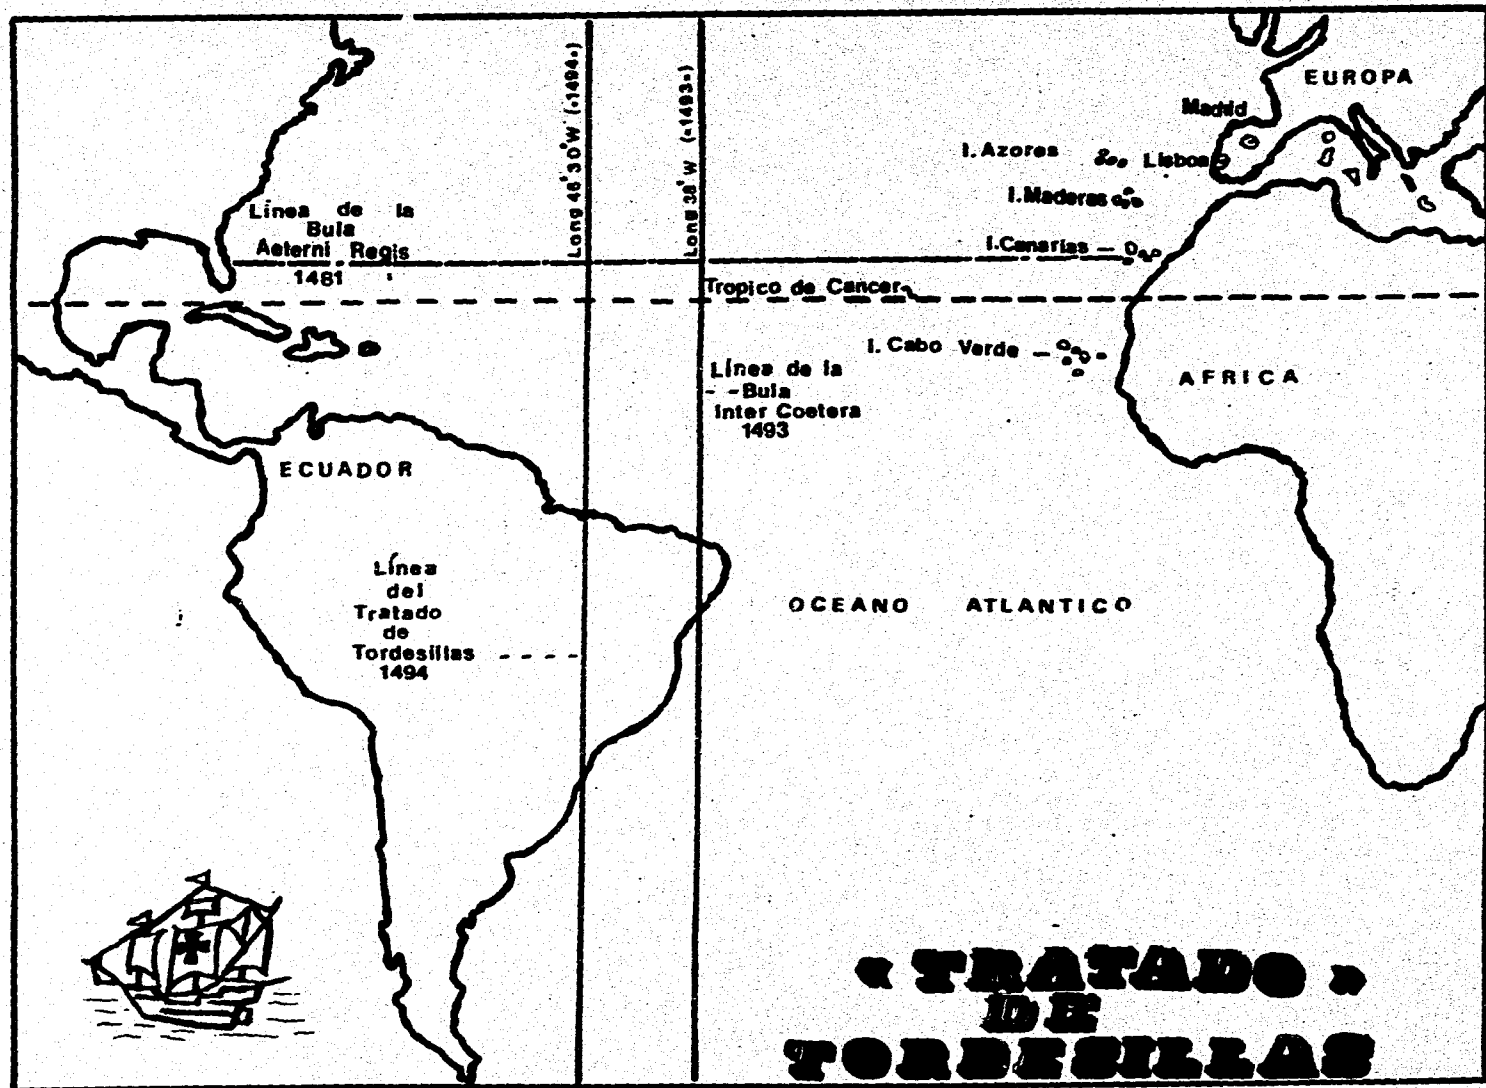 EUROPA
Madrid
I. Azores
Lisboa
I. Maderas
I. Canarias
Long 46°30'W («1494»)
Long 38°W («1493»)
Línea de la
Bula
Aeterni Regis
1481
Tropico de Cancer
I. Cabo Verde
AFRICA
Línea de la
Bula
Inter Coetera
1493
ECUADOR
Línea
del
Tratado
de
Tordesillas
1494
OCEANO ATLANTICO
« TRATADO »
DE
TORDESILLAS